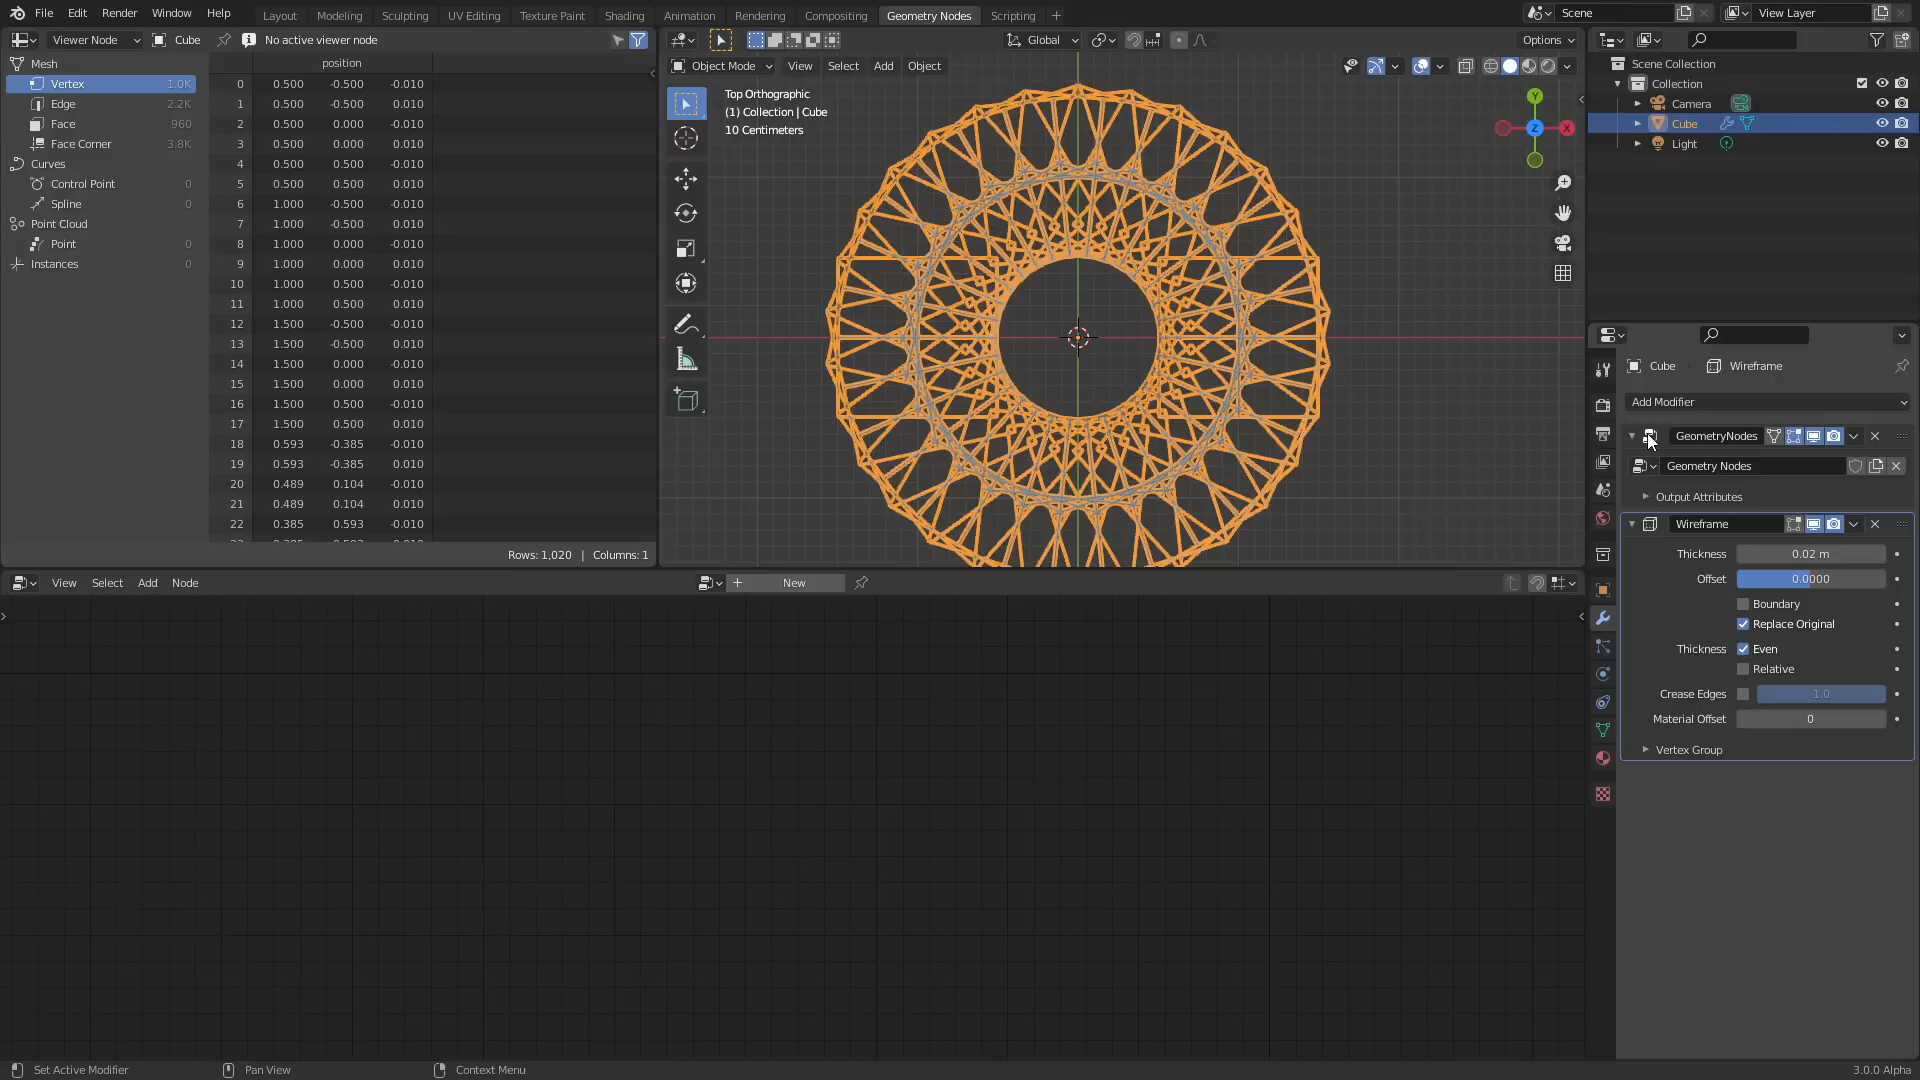 File Edit Render Window Help
Layout Modeling Sculpting UV Editing Texture Paint Shading Animation Rendering Compositing Geometry Nodes Scripting +
Scene
View Layer
Viewer Node Cube No active viewer node
Mesh
Vertex 1.0K
Edge 2.2K
Face 960
Face Corner 3.8K
Curves
Control Point 0
Spline 0
Point Cloud
Point 0
Instances 0
position
0 0.500 -0.500 -0.010
1 0.500 -0.500 0.010
2 0.500 0.000 -0.010
3 0.500 0.000 0.010
4 0.500 0.500 -0.010
5 0.500 0.500 0.010
6 1.000 -0.500 -0.010
7 1.000 -0.500 0.010
8 1.000 0.000 -0.010
9 1.000 0.000 0.010
10 1.000 0.500 -0.010
11 1.000 0.500 0.010
12 1.500 -0.500 -0.010
13 1.500 -0.500 0.010
14 1.500 0.000 -0.010
15 1.500 0.000 0.010
16 1.500 0.500 -0.010
17 1.500 0.500 0.010
18 0.593 -0.385 -0.010
19 0.593 -0.385 0.010
20 0.489 0.104 -0.010
21 0.489 0.104 0.010
22 0.385 0.593 -0.010
Rows: 1,020 | Columns: 1
Global
Options
Object Mode View Select Add Object
Top Orthographic
(1) Collection | Cube
10 Centimeters
Y
Z
X
Scene Collection
Collection
Camera
Cube
Light
Cube Wireframe
Add Modifier
GeometryNodes
Geometry Nodes
Output Attributes
Wireframe
Thickness 0.02 m
Offset 0.0000
Boundary
Replace Original
Thickness Even
Relative
Crease Edges 1.0
Material Offset 0
Vertex Group
View Select Add Node
+ New
Set Active Modifier Pan View Context Menu
3.0.0 Alpha